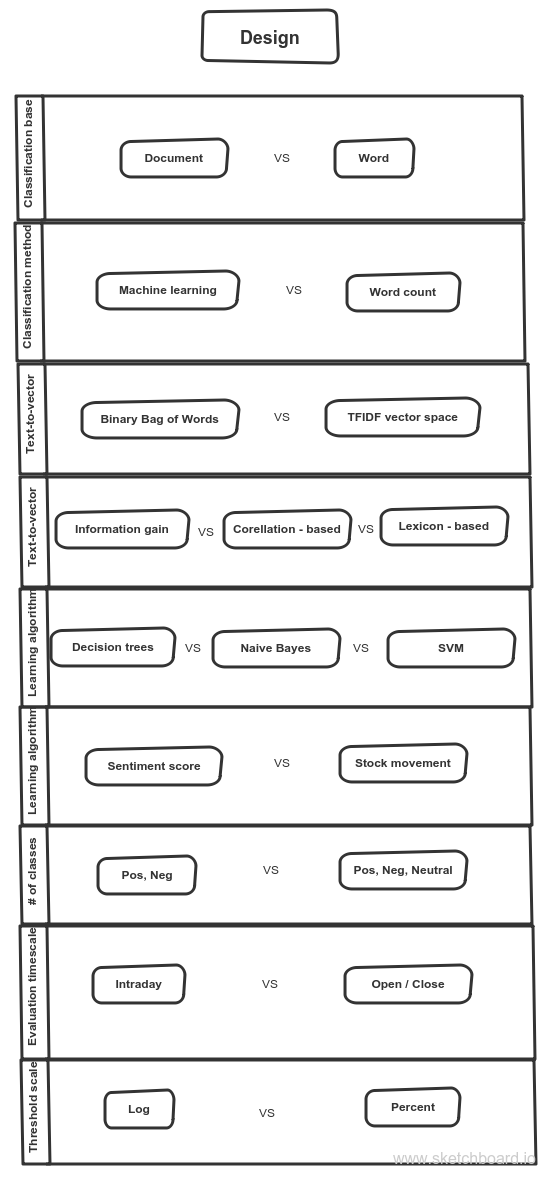 Design
Classification base
Document VS Word
Classification method
Machine learning VS Word count
Text-to-vector
Binary Bag of Words VS TFIDF vector space
Text-to-vector
Information gain VS Corellation - based VS Lexicon - based
Learning algorithm
Decision trees VS Naive Bayes VS SVM
Learning algorithm
Sentiment score VS Stock movement
# of classes
Pos, Neg VS Pos, Neg, Neutral
Evaluation timescale
Intraday VS Open / Close
Threshold scale
Log VS Percent
www.sketchboard.io